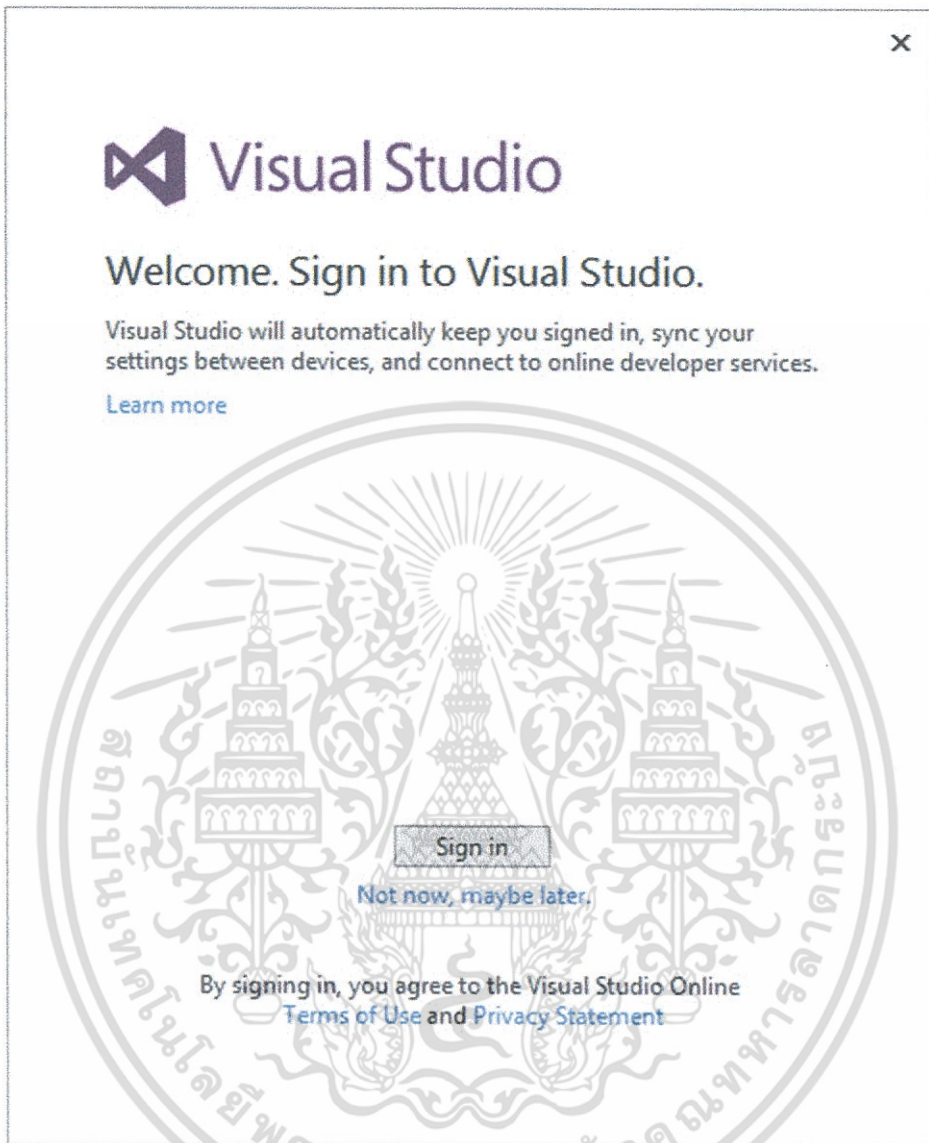 Visual Studio
Welcome. Sign in to Visual Studio.
Visual Studio will automatically keep you signed in, sync your
settings between devices, and connect to online developer services.
Learn more
Sign in
Not now, maybe later.
By signing in, you agree to the Visual Studio Online
Terms of Use and Privacy Statement